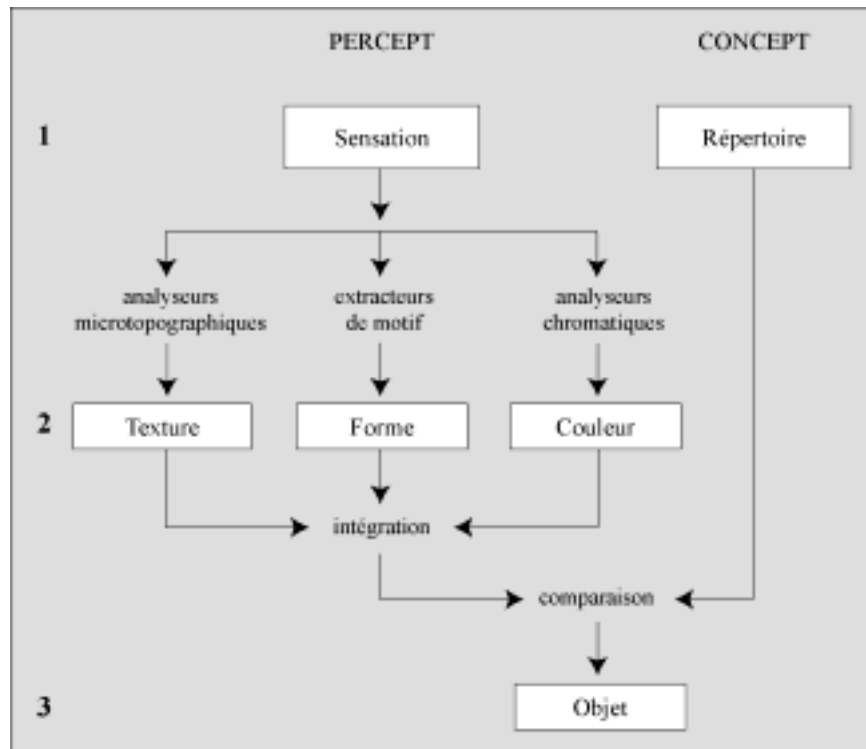 PERCEPT CONCEPT
1 Sensation Répertoire
analyseurs extracteurs analyseurs
microtopographiques de motif chromatiques
2 Texture Forme Couleur
intégration
comparaison
3 Objet